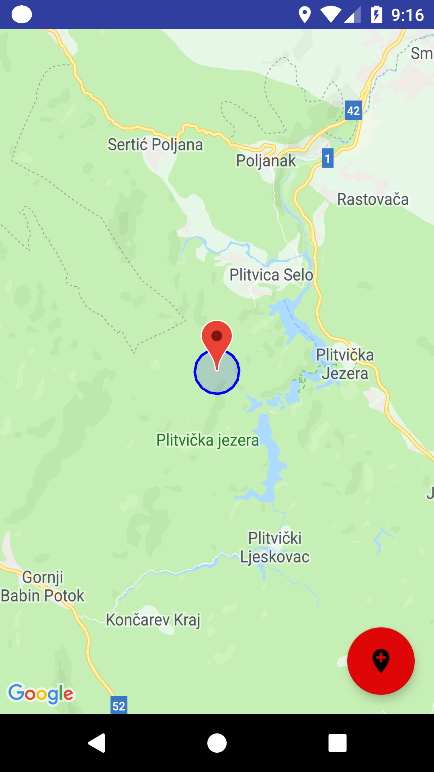 9:16
Sm
42
Sertić Poljana
1
Poljanak
Rastovača
Plitvica Selo
Plitvička
Jezera
Plitvička jezera
J
Plitvički
Ljeskovac
Gornji
Babin Potok
Končarev Kraj
Google
52